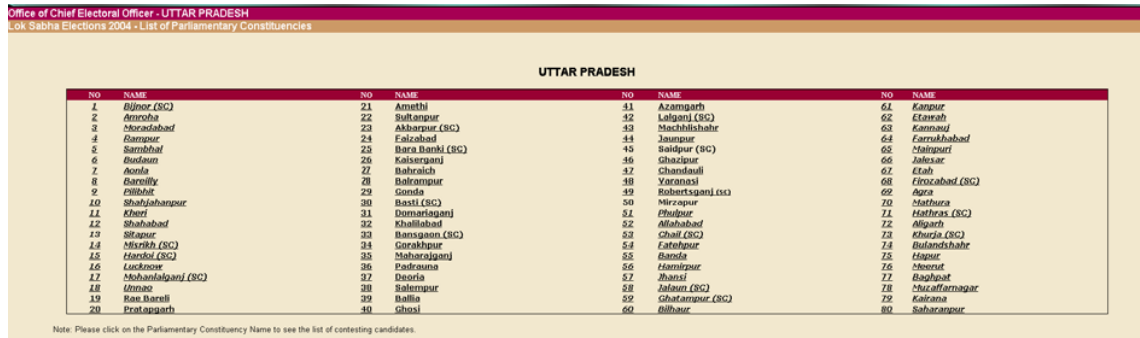 Office of Chief Electoral Officer - UTTAR PRADESH
Lok Sabha Elections 2004 - List of Parliamentary Constituencies
UTTAR PRADESH
NO NAME NO NAME NO NAME NO NAME
1 Bijnor (SC) 21 Amethi 41 Azamgarh 61 Kanpur
2 Amroha 22 Sultanpur 42 Lalganj (SC) 62 Etawah
3 Moradabad 23 Akbarpur (SC) 43 Machhlishahr 63 Kannauj
4 Rampur 24 Faizabad 44 Jaunpur 64 Farrukhabad
5 Sambhal 25 Bara Banki (SC) 45 Saidpur (SC) 65 Mainpuri
6 Budaun 26 Kaiserganj 46 Ghazipur 66 Jalesar
7 Aonla 27 Bahraich 47 Chandauli 67 Etah
8 Bareilly 28 Balrampur 48 Varanasi 68 Firozabad (SC)
9 Pilibhit 29 Gonda 49 Robertsganj (SC) 69 Agra
10 Shahjahanpur 30 Basti (SC) 50 Mirzapur 70 Mathura
11 Kheri 31 Domariaganj 51 Phulpur 71 Hathras (SC)
12 Shahabad 32 Khalilabad 52 Allahabad 72 Aligarh
13 Sitapur 33 Bansgaon (SC) 53 Chail (SC) 73 Khurja (SC)
14 Misrikh (SC) 34 Gorakhpur 54 Fatehpur 74 Bulandshahr
15 Hardoi (SC) 35 Maharajganj 55 Banda 75 Hapur
16 Lucknow 36 Padrauna 56 Hamirpur 76 Meerut
17 Mohanlalganj (SC) 37 Deoria 57 Jhansi 77 Baghpat
18 Unnao 38 Salempur 58 Jalaun (SC) 78 Muzaffarnagar
19 Rae Bareli 39 Ballia 59 Ghatampur (SC) 79 Kairana
20 Pratapgarh 40 Ghosi 60 Bilhaur 80 Saharanpur
Note: Please click on the Parliamentary Constituency Name to see the list of contesting candidates.